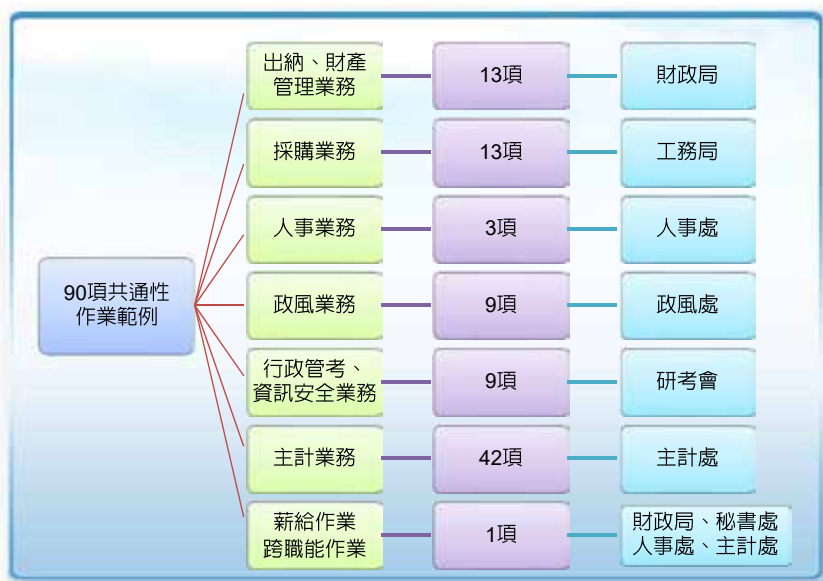 90項共通性
作業範例
出納、財產
管理業務
13項
財政局
採購業務
13項
工務局
人事業務
3項
人事處
政風業務
9項
政風處
行政管考、
資訊安全業務
9項
研考會
主計業務
42項
主計處
薪給作業
跨職能作業
1項
財政局、秘書處
人事處、主計處